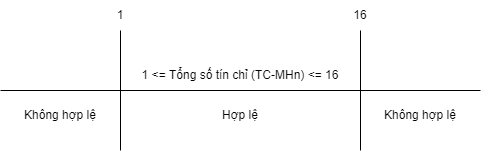 1 16
1 <= Tổng số tín chỉ (TC-MHn) <= 16
Không hợp lệ Hợp lệ Không hợp lệ